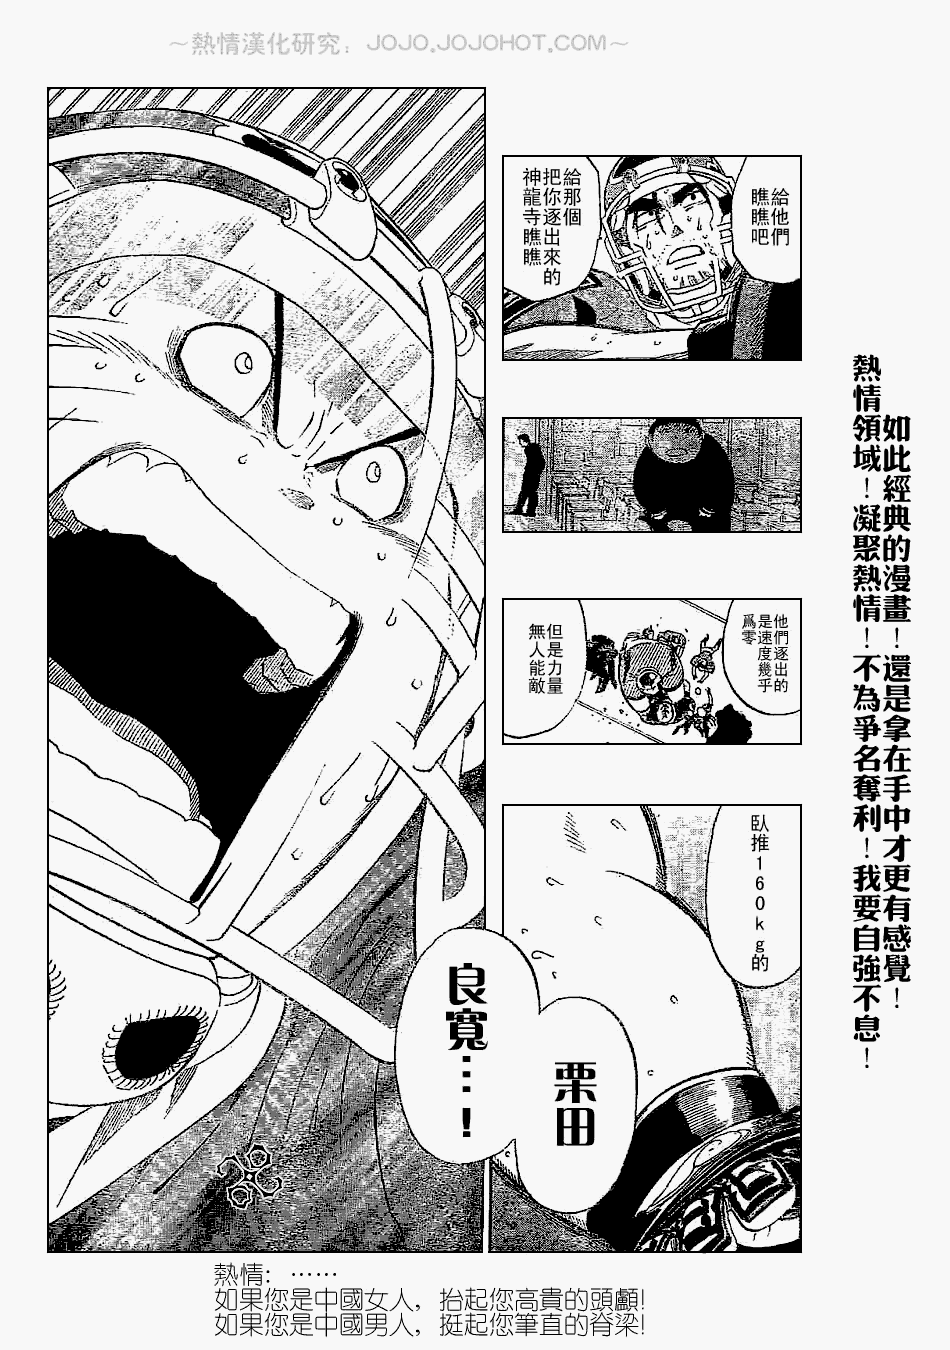 ~熱情漢化研究：JOJO.JOJOHOT.COM~
給他們
瞧瞧吧
給那個
把你逐出來的
神龍寺瞧瞧
他們逐出的
是速度幾乎
爲零
但是力量
無人能敵
臥推160kg的
栗田
良寬…！
如此經典的漫畫！還是拿在手中才更有感覺！
熱情領域！凝聚熱情！不為爭名奪利！我要自強不息！
熱情：……
如果您是中國女人，抬起您高貴的頭顱!
如果您是中國男人，挺起您筆直的脊梁!